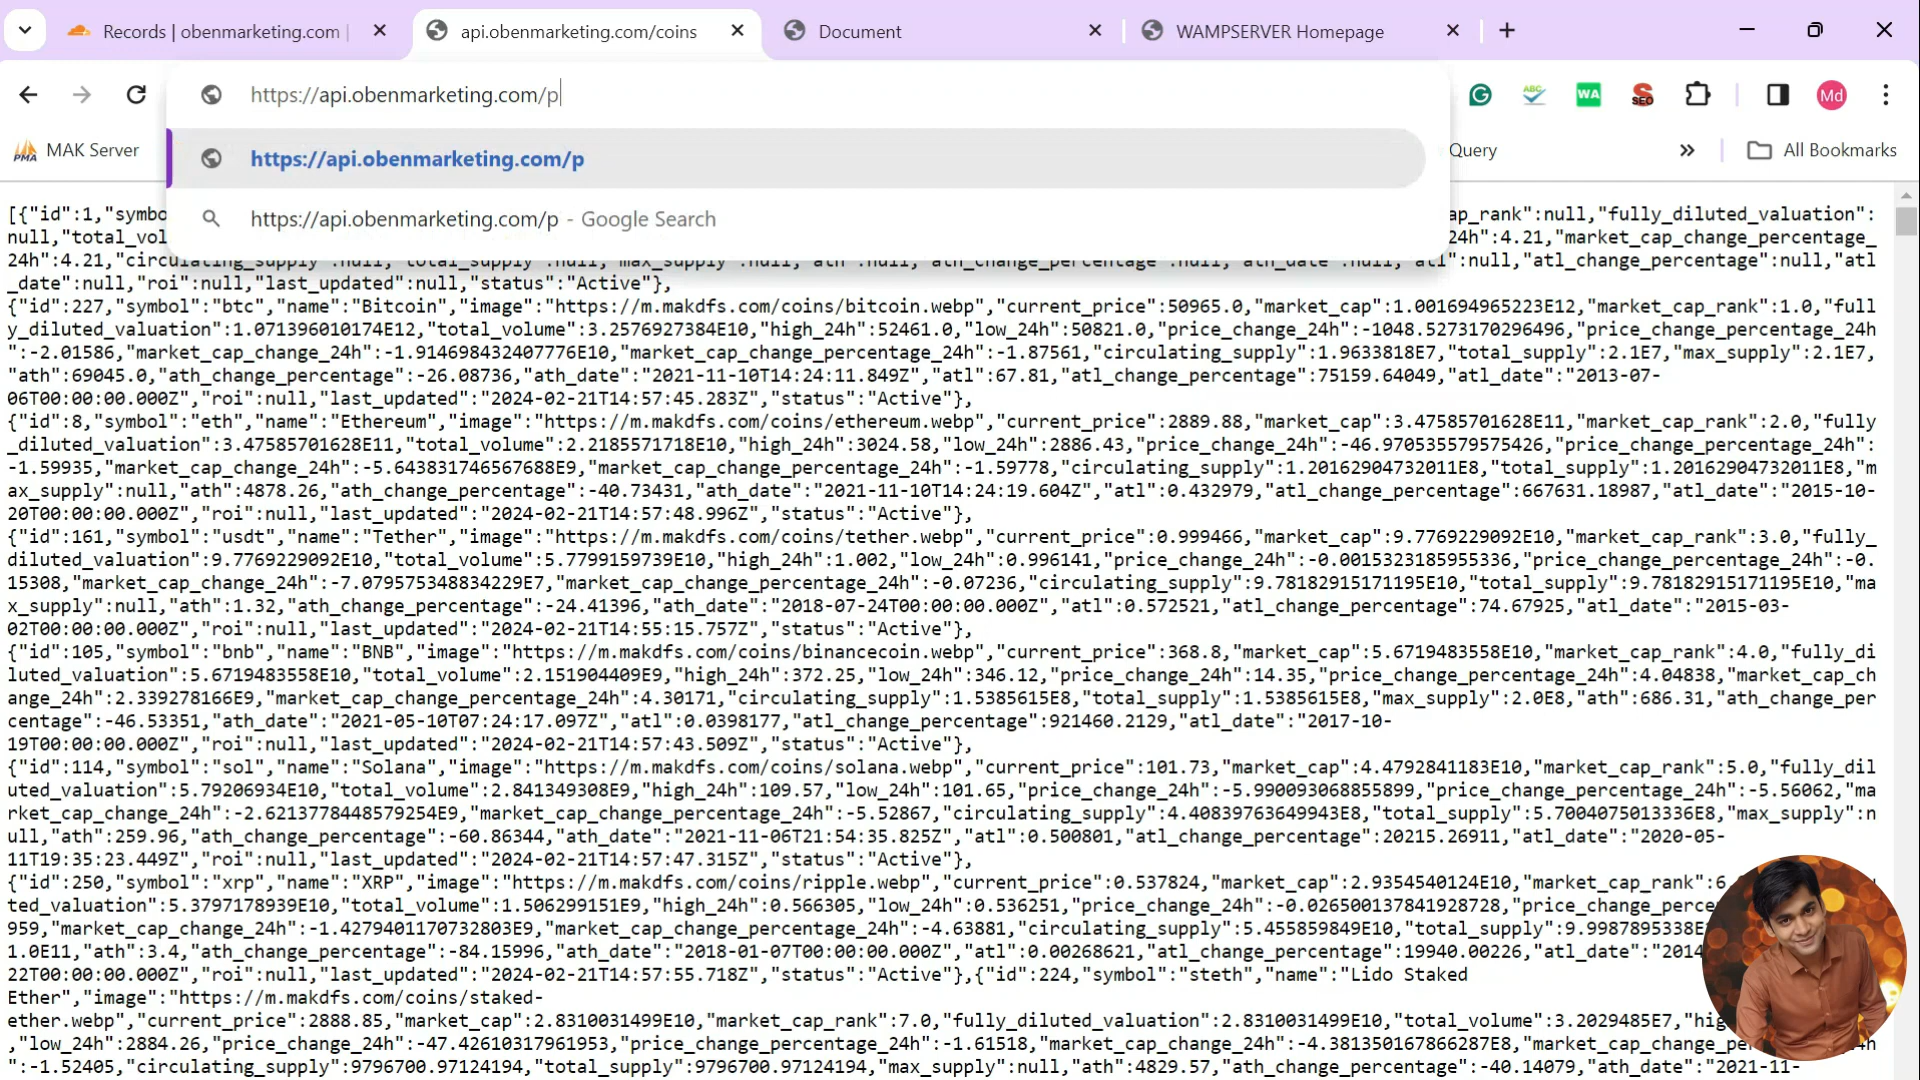 Records | obenmarketing.com |
api.obenmarketing.com/coins
Document
WAMPSERVER Homepage
https://api.obenmarketing.com/p
ABC
WA
SEO
Md
PMA MAK Server
https://api.obenmarketing.com/p
Query
All Bookmarks
https://api.obenmarketing.com/p - Google Search
[{"id":1,"symbo
ap_rank":null,"fully_diluted_valuation":
null,"total_vol
24h":4.21,"market_cap_change_percentage_
24h":4.21,"circulating_supply":null,"total_supply":null,"max_supply":null,"ath":null,"ath_change_percentage":null,"ath_date":null,"atl":null,"atl_change_percentage":null,"atl
_date":null,"roi":null,"last_updated":null,"status":"Active"},
{"id":227,"symbol":"btc","name":"Bitcoin","image":"https://m.makdfs.com/coins/bitcoin.webp","current_price":50965.0,"market_cap":1.001694965223E12,"market_cap_rank":1.0,"full
y_diluted_valuation":1.071396010174E12,"total_volume":3.2576927384E10,"high_24h":52461.0,"low_24h":50821.0,"price_change_24h":-1048.5273170296496,"price_change_percentage_24h
":-2.01586,"market_cap_change_24h":-1.914698432407776E10,"market_cap_change_percentage_24h":-1.87561,"circulating_supply":1.9633818E7,"total_supply":2.1E7,"max_supply":2.1E7,
"ath":69045.0,"ath_change_percentage":-26.08736,"ath_date":"2021-11-10T14:24:11.849Z","atl":67.81,"atl_change_percentage":75159.64049,"atl_date":"2013-07-
06T00:00:00.000Z","roi":null,"last_updated":"2024-02-21T14:57:45.283Z","status":"Active"},
{"id":8,"symbol":"eth","name":"Ethereum","image":"https://m.makdfs.com/coins/ethereum.webp","current_price":2889.88,"market_cap":3.47585701628E11,"market_cap_rank":2.0,"fully
_diluted_valuation":3.47585701628E11,"total_volume":2.2185571718E10,"high_24h":3024.58,"low_24h":2886.43,"price_change_24h":-46.970535579575426,"price_change_percentage_24h":
-1.59935,"market_cap_change_24h":-5.643831746567688E9,"market_cap_change_percentage_24h":-1.59778,"circulating_supply":1.20162904732011E8,"total_supply":1.20162904732011E8,"m
ax_supply":null,"ath":4878.26,"ath_change_percentage":-40.73431,"ath_date":"2021-11-10T14:24:19.604Z","atl":0.432979,"atl_change_percentage":667631.18987,"atl_date":"2015-10-
20T00:00:00.000Z","roi":null,"last_updated":"2024-02-21T14:57:48.996Z","status":"Active"},
{"id":161,"symbol":"usdt","name":"Tether","image":"https://m.makdfs.com/coins/tether.webp","current_price":0.999466,"market_cap":9.7769229092E10,"market_cap_rank":3.0,"fully_
diluted_valuation":9.7769229092E10,"total_volume":5.7799159739E10,"high_24h":1.002,"low_24h":0.996141,"price_change_24h":-0.0015323185955336,"price_change_percentage_24h":-0.
15308,"market_cap_change_24h":-7.079575348834229E7,"market_cap_change_percentage_24h":-0.07236,"circulating_supply":9.78182915171195E10,"total_supply":9.78182915171195E10,"ma
x_supply":null,"ath":1.32,"ath_change_percentage":-24.41396,"ath_date":"2018-07-24T00:00:00.000Z","atl":0.572521,"atl_change_percentage":74.67925,"atl_date":"2015-03-
02T00:00:00.000Z","roi":null,"last_updated":"2024-02-21T14:55:15.757Z","status":"Active"},
{"id":105,"symbol":"bnb","name":"BNB","image":"https://m.makdfs.com/coins/binancecoin.webp","current_price":368.8,"market_cap":5.6719483558E10,"market_cap_rank":4.0,"fully_di
luted_valuation":5.6719483558E10,"total_volume":2.151904409E9,"high_24h":372.25,"low_24h":346.12,"price_change_24h":14.35,"price_change_percentage_24h":4.04838,"market_cap_ch
ange_24h":2.339278166E9,"market_cap_change_percentage_24h":4.30171,"circulating_supply":1.5385615E8,"total_supply":1.5385615E8,"max_supply":2.0E8,"ath":686.31,"ath_change_per
centage":-46.53351,"ath_date":"2021-05-10T07:24:17.097Z","atl":0.0398177,"atl_change_percentage":921460.2129,"atl_date":"2017-10-
19T00:00:00.000Z","roi":null,"last_updated":"2024-02-21T14:57:43.509Z","status":"Active"},
{"id":114,"symbol":"sol","name":"Solana","image":"https://m.makdfs.com/coins/solana.webp","current_price":101.73,"market_cap":4.4792841183E10,"market_cap_rank":5.0,"fully_dil
uted_valuation":5.79206934E10,"total_volume":2.841349308E9,"high_24h":109.57,"low_24h":101.65,"price_change_24h":-5.990093068855899,"price_change_percentage_24h":-5.56062,"ma
rket_cap_change_24h":-2.6213778448579254E9,"market_cap_change_percentage_24h":-5.52867,"circulating_supply":4.40839763649943E8,"total_supply":5.7004075013336E8,"max_supply":n
ull,"ath":259.96,"ath_change_percentage":-60.86344,"ath_date":"2021-11-06T21:54:35.825Z","atl":0.500801,"atl_change_percentage":20215.26911,"atl_date":"2020-05-
11T19:35:23.449Z","roi":null,"last_updated":"2024-02-21T14:57:47.315Z","status":"Active"},
{"id":250,"symbol":"xrp","name":"XRP","image":"https://m.makdfs.com/coins/ripple.webp","current_price":0.537824,"market_cap":2.9354540124E10,"market_cap_rank":6.
ted_valuation":5.3797178939E10,"total_volume":1.506299151E9,"high_24h":0.566305,"low_24h":0.536251,"price_change_24h":-0.026500137841928728,"price_change_perce
959,"market_cap_change_24h":-1.4279401170732803E9,"market_cap_change_percentage_24h":-4.63881,"circulating_supply":5.455859849E10,"total_supply":9.9987895338E
1.0E11,"ath":3.4,"ath_change_percentage":-84.15996,"ath_date":"2018-01-07T00:00:00.000Z","atl":0.00268621,"atl_change_percentage":19940.00226,"atl_date":"2014
22T00:00:00.000Z","roi":null,"last_updated":"2024-02-21T14:57:55.718Z","status":"Active"},{"id":224,"symbol":"steth","name":"Lido Staked
Ether","image":"https://m.makdfs.com/coins/staked-
ether.webp","current_price":2888.85,"market_cap":2.8310031499E10,"market_cap_rank":7.0,"fully_diluted_valuation":2.8310031499E10,"total_volume":3.2029485E7,"hig
,"low_24h":2884.26,"price_change_24h":-47.42610317961953,"price_change_percentage_24h":-1.61518,"market_cap_change_24h":-4.381350167866287E8,"market_cap_change_perc
":-1.52405,"circulating_supply":9796700.97124194,"total_supply":9796700.97124194,"max_supply":null,"ath":4829.57,"ath_change_percentage":-40.14079,"ath_date":"2021-11-